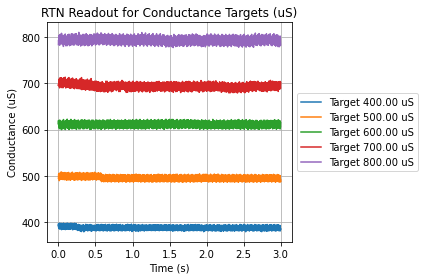 RTN Readout for Conductance Targets (uS)
800
700
600
500
400
Conductance (uS)
0.0 0.5 1.0 1.5 2.0 2.5 3.0
Time (s)
Target 400.00 uS
Target 500.00 uS
Target 600.00 uS
Target 700.00 uS
Target 800.00 uS